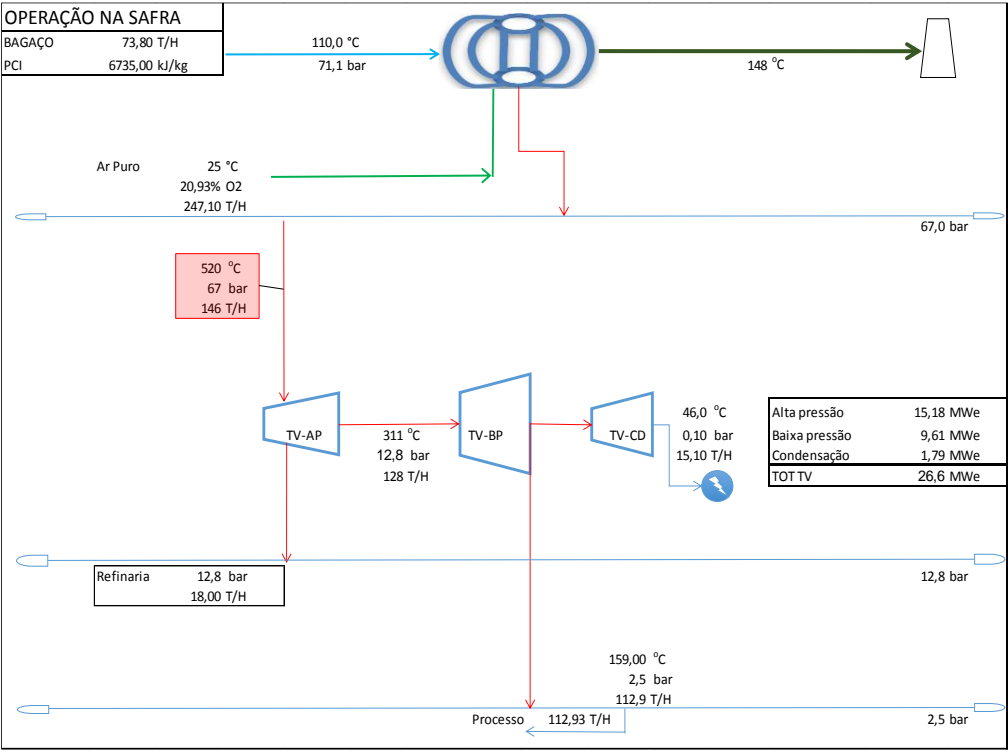 OPERAÇÃO NA SAFRA
BAGAÇO 73,80 T/H
PCI 6735,00 kJ/kg
110,0 °C
71,1 bar
148 °C
Ar Puro 25 °C
20,93% O2
247,10 T/H
67,0 bar
520 °C
67 bar
146 T/H
TV-AP
311 °C
12,8 bar
128 T/H
TV-BP
TV-CD
46,0 °C
0,10 bar
15,10 T/H
Alta pressão 15,18 MWe
Baixa pressão 9,61 MWe
Condensação 1,79 MWe
TOT TV 26,6 MWe
12,8 bar
Refinaria 12,8 bar
18,00 T/H
159,00 °C
2,5 bar
112,9 T/H
Processo 112,93 T/H
2,5 bar